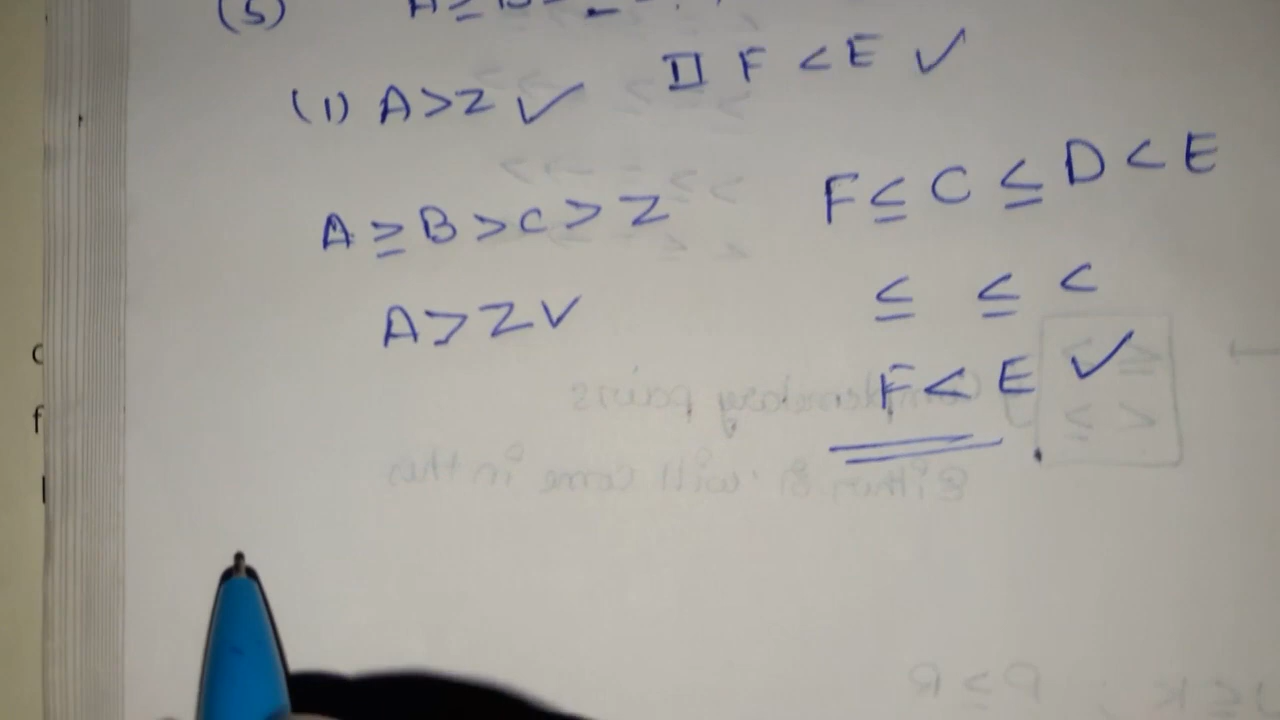 (5)
(1) A>Z ✓ II F < E ✓
A ≥ B > C > Z F ≤ C ≤ D < E
≤ ≤ <
A > Z ✓
F < E ✓